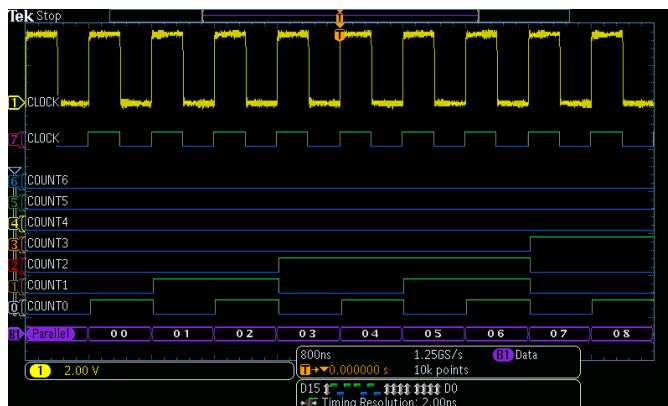 Tek Stop
T
T
1 CLOCK
7 CLOCK
6 COUNT6
5 COUNT5
4 COUNT4
3 COUNT3
2 COUNT2
1 COUNT1
0 COUNT0
B1 Parallel 00 01 02 03 04 05 06 07 08
1 2.00 V
800ns 1.25GS/s B1 Data
T→▼0.000000 s 10k points
D15 D0
Timing Resolution: 2.00ns